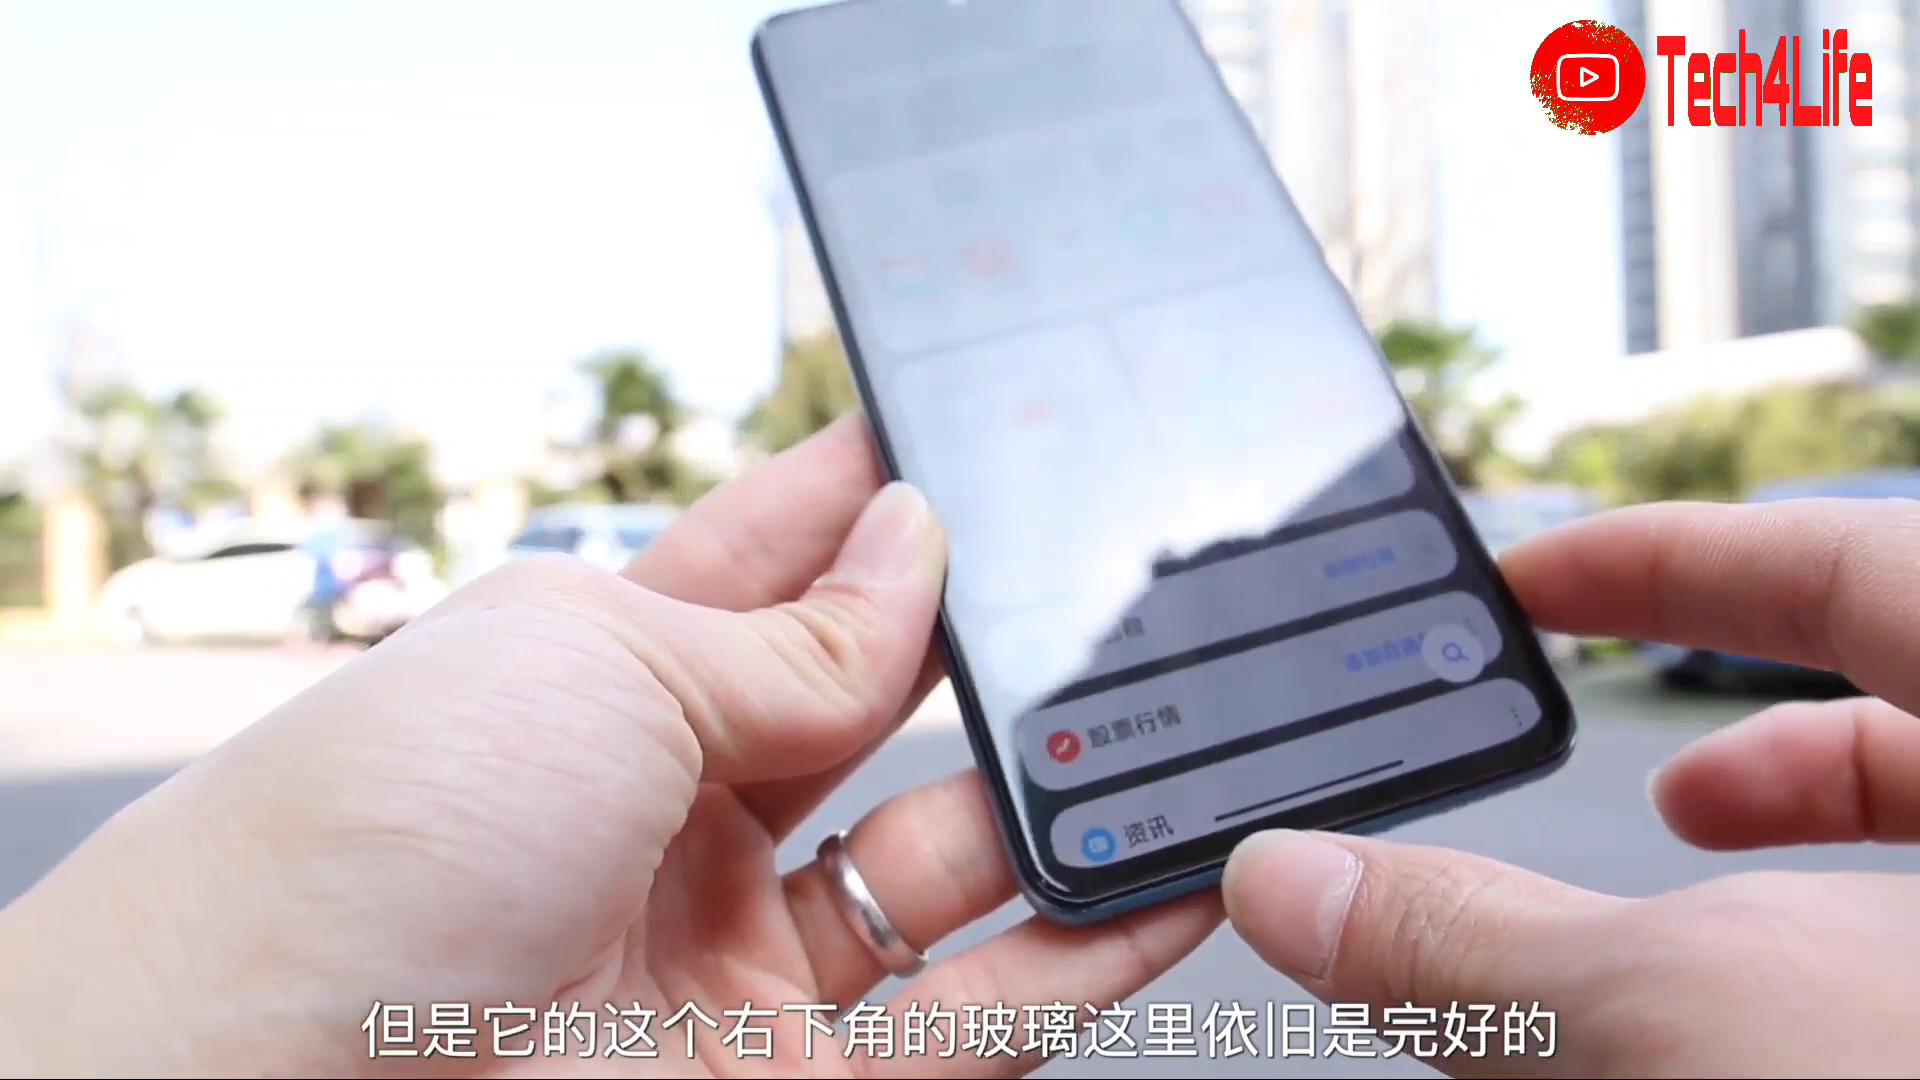 Tech4Life
股票行情
资讯
但是它的这个右下角的玻璃这里依旧是完好的